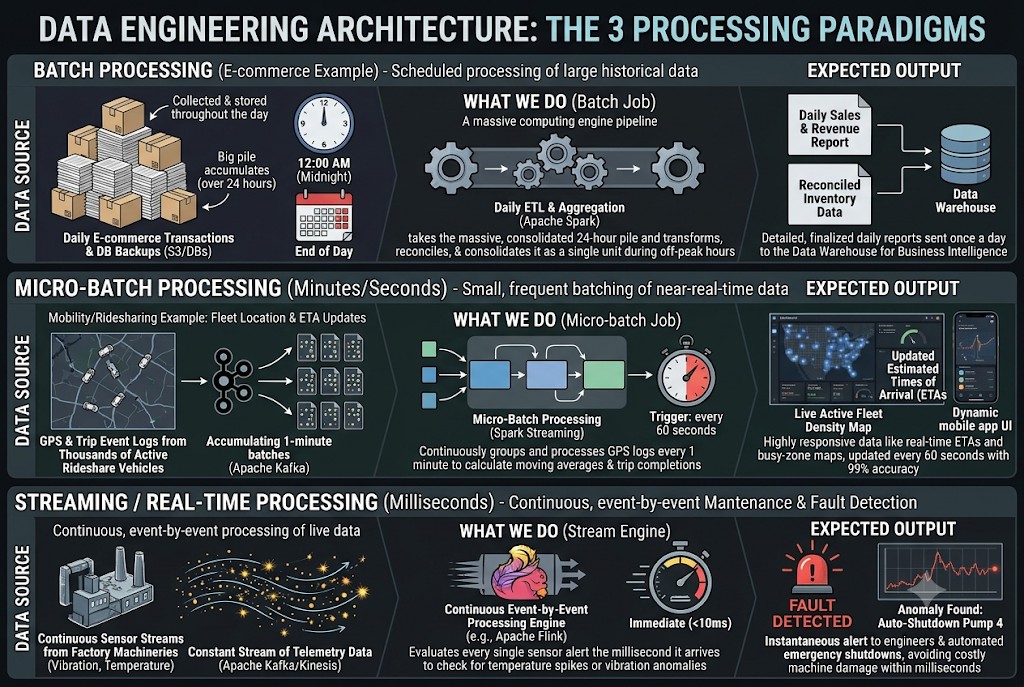 DATA ENGINEERING ARCHITECTURE: THE 3 PROCESSING PARADIGMS
BATCH PROCESSING (E-commerce Example) - Scheduled processing of large historical data
EXPECTED OUTPUT
DATA SOURCE
Collected & stored
throughout the day
Big pile
accumulates
(over 24 hours)
Daily E-commerce Transactions
& DB Backups (S3/DBs)
12:00 AM
(Midnight)
End of Day
WHAT WE DO (Batch Job)
A massive computing engine pipeline
Daily ETL & Aggregation
(Apache Spark)
takes the massive, consolidated 24-hour pile and transforms,
reconciles, & consolidates it as a single unit during off-peak hours
Daily Sales
& Revenue
Report
Reconciled
Inventory
Data
Data
Warehouse
Detailed, finalized daily reports sent once a day
to the Data Warehouse for Business Intelligence
MICRO-BATCH PROCESSING (Minutes/Seconds) - Small, frequent batching of near-real-time data
EXPECTED OUTPUT
DATA SOURCE
Mobility/Ridesharing Example: Fleet Location & ETA Updates
GPS & Trip Event Logs from
Thousands of Active
Rideshare Vehicles
Accumulating 1-minute
batches
(Apache Kafka)
WHAT WE DO (Micro-batch Job)
Micro-Batch Processing
(Spark Streaming)
Trigger: every
60 seconds
Continuously groups and processes GPS logs every 1
minute to calculate moving averages & trip completions
Updated
Estimated
Times of
Arrival (ETAs
Live Active Fleet
Density Map
Dynamic
mobile app UI
Highly responsive data like real-time ETAs and
busy-zone maps, updated every 60 seconds with
99% accuracy
STREAMING / REAL-TIME PROCESSING (Milliseconds) - Continuous, event-by-event Mantenance & Fault Detection
DATA SOURCE
Continuous, event-by-event processing of live data
Continuous Sensor Streams
from Factory Machineries
(Vibration, Temperature)
Constant Stream of Telemetry Data
(Apache Kafka/Kinesis)
WHAT WE DO (Stream Engine)
Continuous Event-by-Event
Processing Engine
(e.g., Apache Flink)
Immediate (<10ms)
Evaluates every single sensor alert the millisecond it arrives
to check for temperature spikes or vibration anomalies
EXPECTED OUTPUT
FAULT
DETECTED
Anomaly Found:
Auto-Shutdown Pump 4
Instantaneous alert to engineers & automated
emergency shutdowns, avoiding costly
machine damage within milliseconds